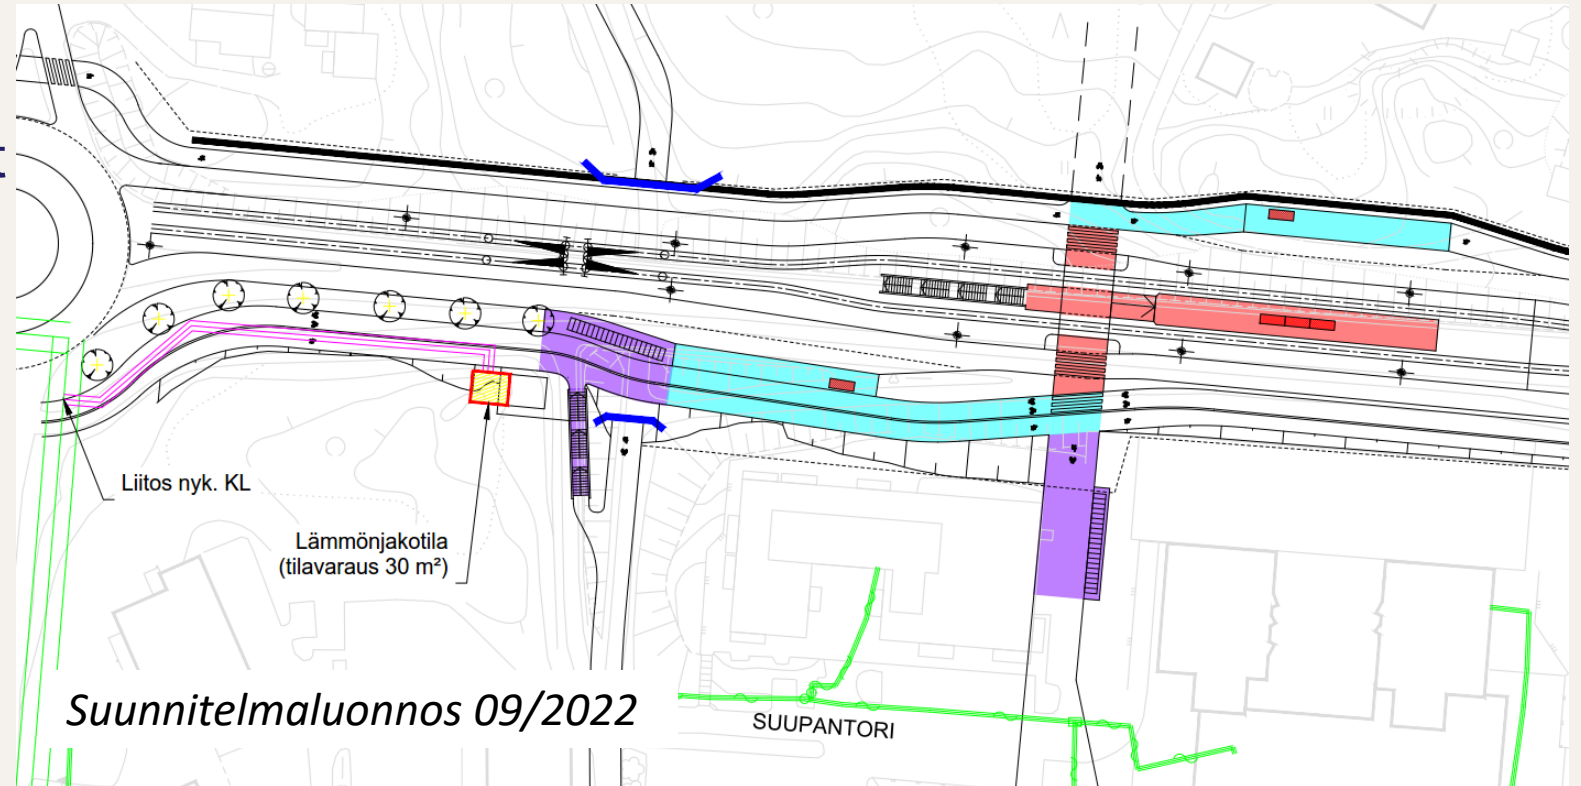 Liitos nyk. KL
Lämmönjakotila
(tilavaraus 30 m²)
Suunnitelmaluonnos 09/2022
SUUPANTORI